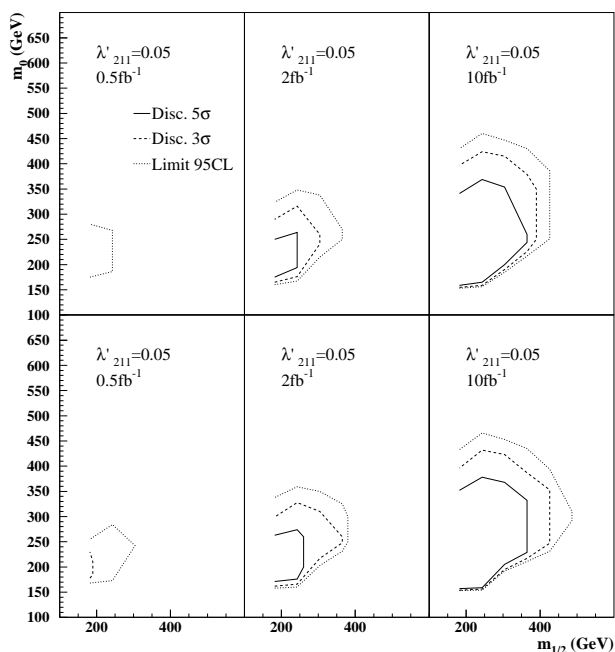 m₀ (GeV)
650
600
550
500
450
400
350
300
250
200
150
100
λ'₂₁₁=0.05
0.5fb⁻¹
Disc. 5σ
Disc. 3σ
Limit 95CL
λ'₂₁₁=0.05
2fb⁻¹
λ'₂₁₁=0.05
10fb⁻¹
650
600
550
500
450
400
350
300
250
200
150
100
λ'₂₁₁=0.05
0.5fb⁻¹
λ'₂₁₁=0.05
2fb⁻¹
λ'₂₁₁=0.05
10fb⁻¹
200 400 200 400 200 400
m₁/₂ (GeV)